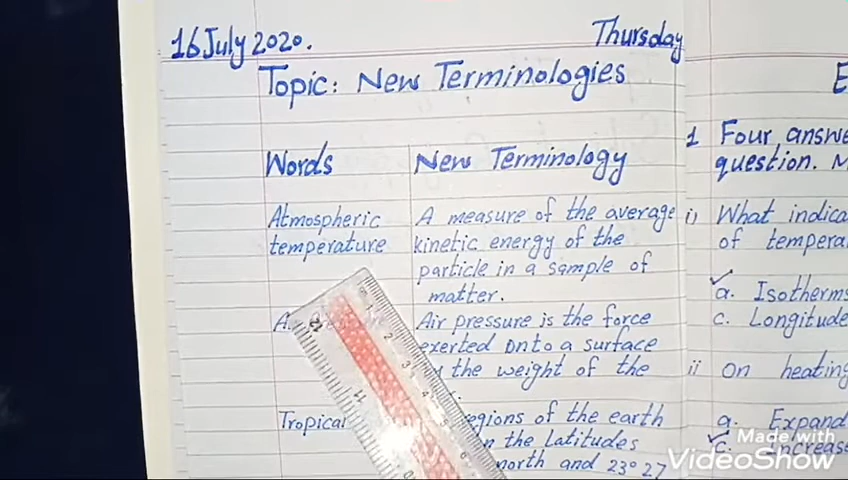 16 July 2020.
Thursday
Topic: New Terminologies
Words
New Terminology
Atmospheric
temperature
A measure of the average
kinetic energy of the
particle in a sample of
matter.
Air pressure is the force
exerted onto a surface
the weight of the
Tropical
regions of the earth
the latitudes
north and 23° 27
1 Four answe
question. M
i) What indica
of tempera
✓ a. Isotherms
c. Longitude
ii On heating
a. Expand
✓ c. Increase
Made with
VideoShow